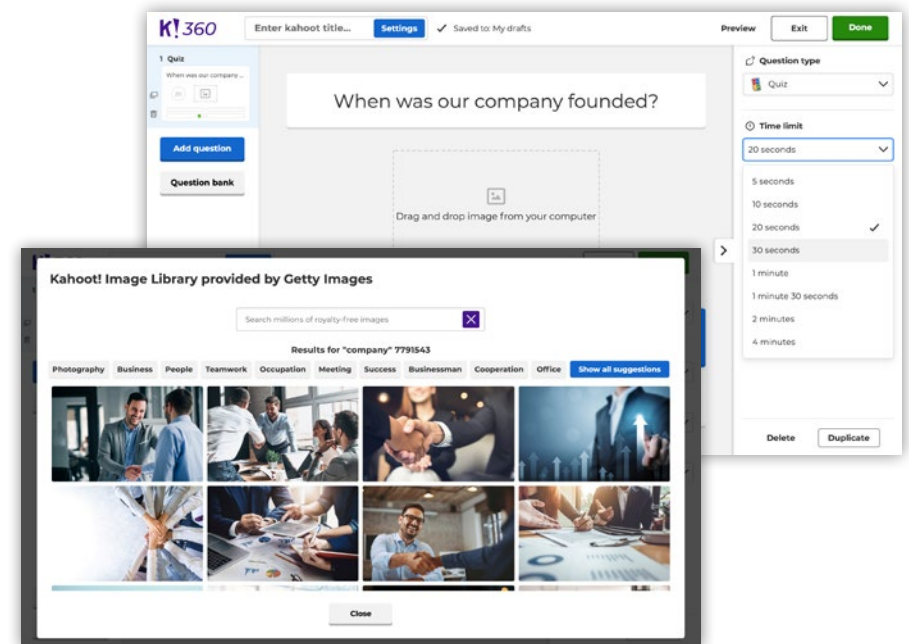 K!360
Enter kahoot title...
Settings
Saved to: My drafts
Preview
Exit
Done
1 Quiz
When was our company ...
20
Add question
Question bank
When was our company founded?
Drag and drop image from your computer
Question type
Quiz
Time limit
20 seconds
5 seconds
10 seconds
20 seconds
30 seconds
1 minute
1 minute 30 seconds
2 minutes
4 minutes
Delete
Duplicate
Kahoot! Image Library provided by Getty Images
Search millions of royalty-free images
Results for "company" 7791543
Photography Business People Teamwork Occupation Meeting Success Businessman Cooperation Office Show all suggestions
Close